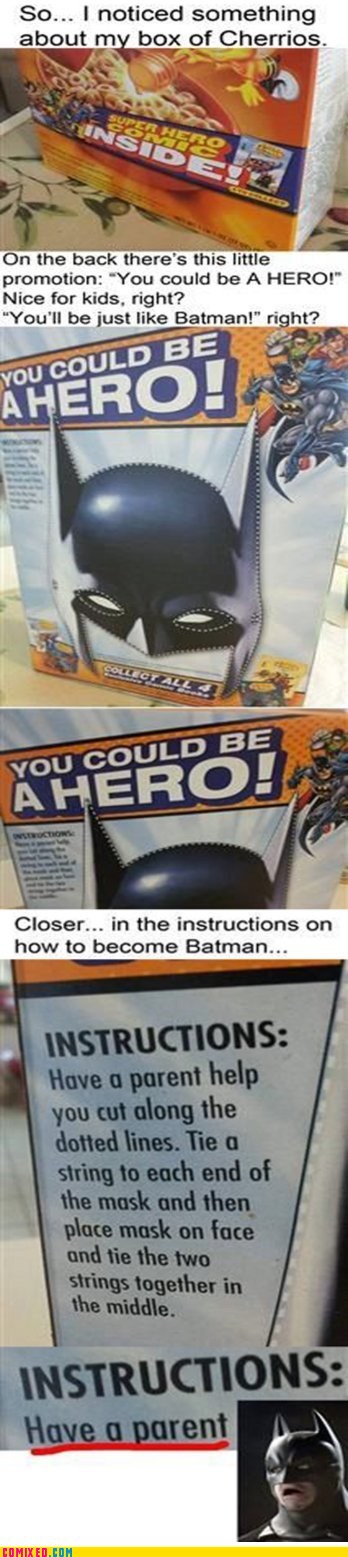 So... I noticed something
about my box of Cherrios.
SUPER HERO
COMIC
INSIDE!
On the back there's this little
promotion: "You could be A HERO!"
Nice for kids, right?
"You'll be just like Batman!" right?
YOU COULD BE
A HERO!
INSTRUCTIONS:
COLLECT ALL 4
YOU COULD BE
A HERO!
INSTRUCTIONS:
Closer... in the instructions on
how to become Batman...
INSTRUCTIONS:
Have a parent help
you cut along the
dotted lines. Tie a
string to each end of
the mask and then
place mask on face
and tie the two
strings together in
the middle.
INSTRUCTIONS:
Have a parent
COMIXED.COM